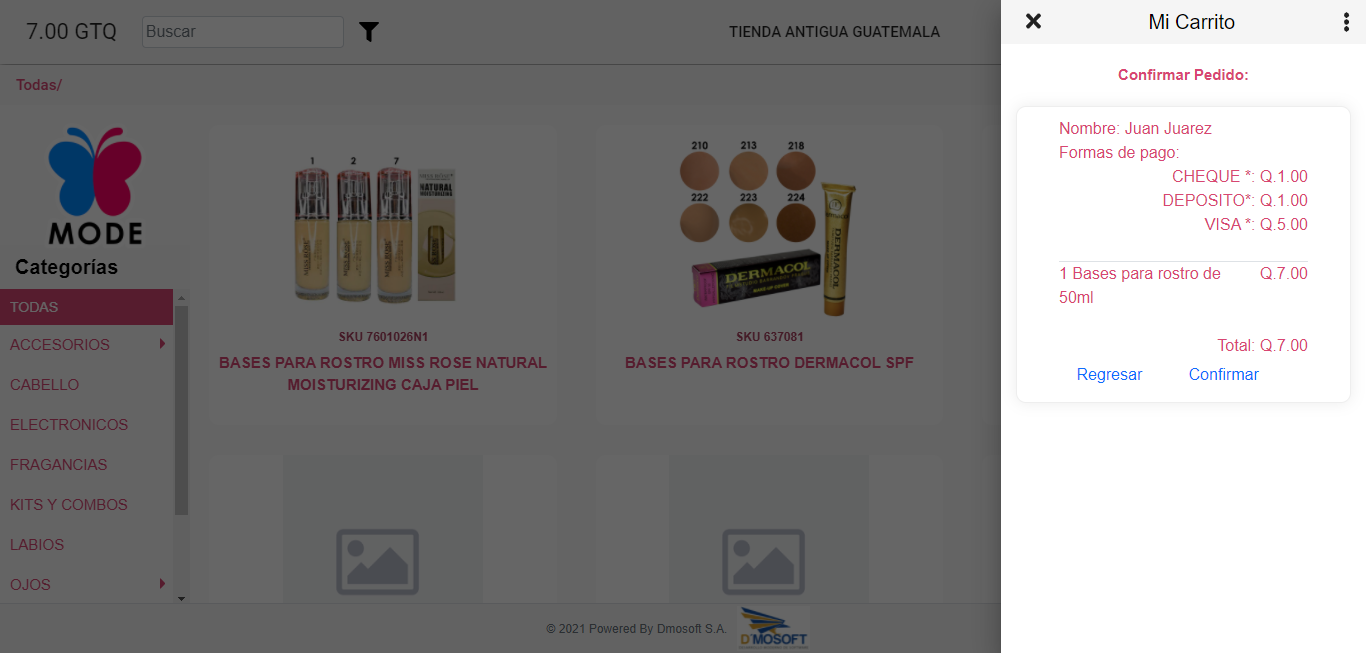 7.00 GTQ
Buscar
TIENDA ANTIGUA GUATEMALA
Todas/
MODE
Categorías
TODAS
ACCESORIOS
CABELLO
ELECTRONICOS
FRAGANCIAS
KITS Y COMBOS
LABIOS
OJOS
1 2 7
NATURAL
SKU 7601026N1
BASES PARA ROSTRO MISS ROSE NATURAL
MOISTURIZING CAJA PIEL
210 213 218
222 223 224
DERMACOL
DERMACOL
SKU 637081
BASES PARA ROSTRO DERMACOL SPF
© 2021 Powered By Dmosoft S.A.
D'MOSOFT
Mi Carrito
Confirmar Pedido:
Nombre: Juan Juarez
Formas de pago:
CHEQUE *: Q.1.00
DEPOSITO*: Q.1.00
VISA *: Q.5.00
1 Bases para rostro de Q.7.00
50ml
Total: Q.7.00
Regresar Confirmar